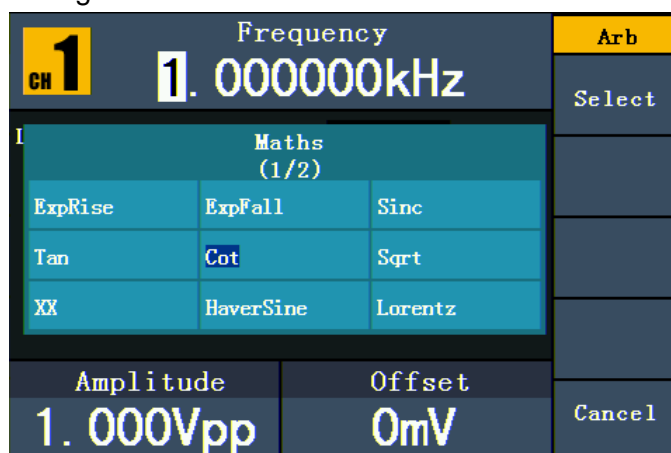 CH 1
Frequency
1.000000kHz
Arb
Select
Maths
(1/2)
ExpRise ExpFall Sinc
Tan Cot Sqrt
XX HaverSine Lorentz
Amplitude
1.000Vpp
Offset
0mV
Cancel